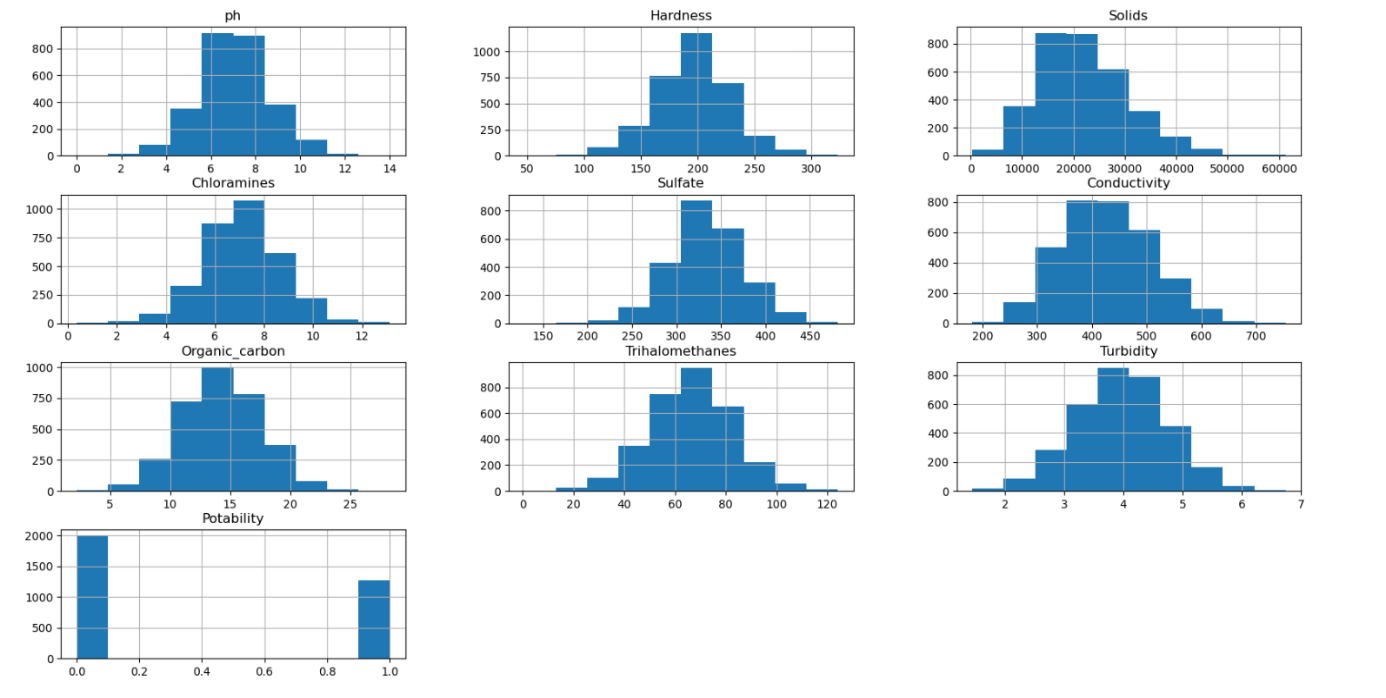 ph
800
600
400
200
0
0 2 4 6 8 10 12 14
Hardness
1000
750
500
250
0
50 100 150 200 250 300
Solids
800
600
400
200
0
0 10000 20000 30000 40000 50000 60000
Chloramines
1000
750
500
250
0
0 2 4 6 8 10 12
Sulfate
800
600
400
200
0
150 200 250 300 350 400 450
Conductivity
800
600
400
200
0
200 300 400 500 600 700
Organic_carbon
1000
750
500
250
0
5 10 15 20 25
Trihalomethanes
800
600
400
200
0
0 20 40 60 80 100 120
Turbidity
800
600
400
200
0
2 3 4 5 6 7
Potability
2000
1500
1000
500
0
0.0 0.2 0.4 0.6 0.8 1.0